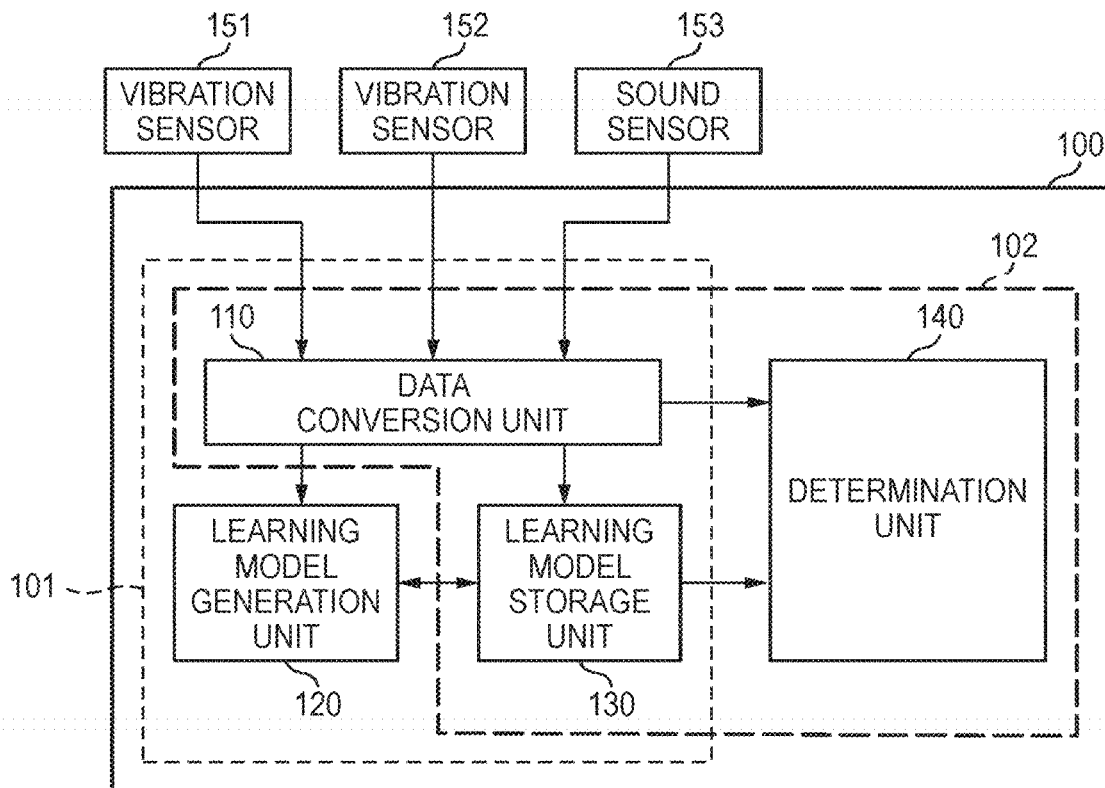 151
152
153
VIBRATION
SENSOR
VIBRATION
SENSOR
SOUND
SENSOR
100
102
110
140
DATA
CONVERSION UNIT
DETERMINATION
UNIT
LEARNING
MODEL
GENERATION
UNIT
LEARNING
MODEL
STORAGE
UNIT
101
120
130